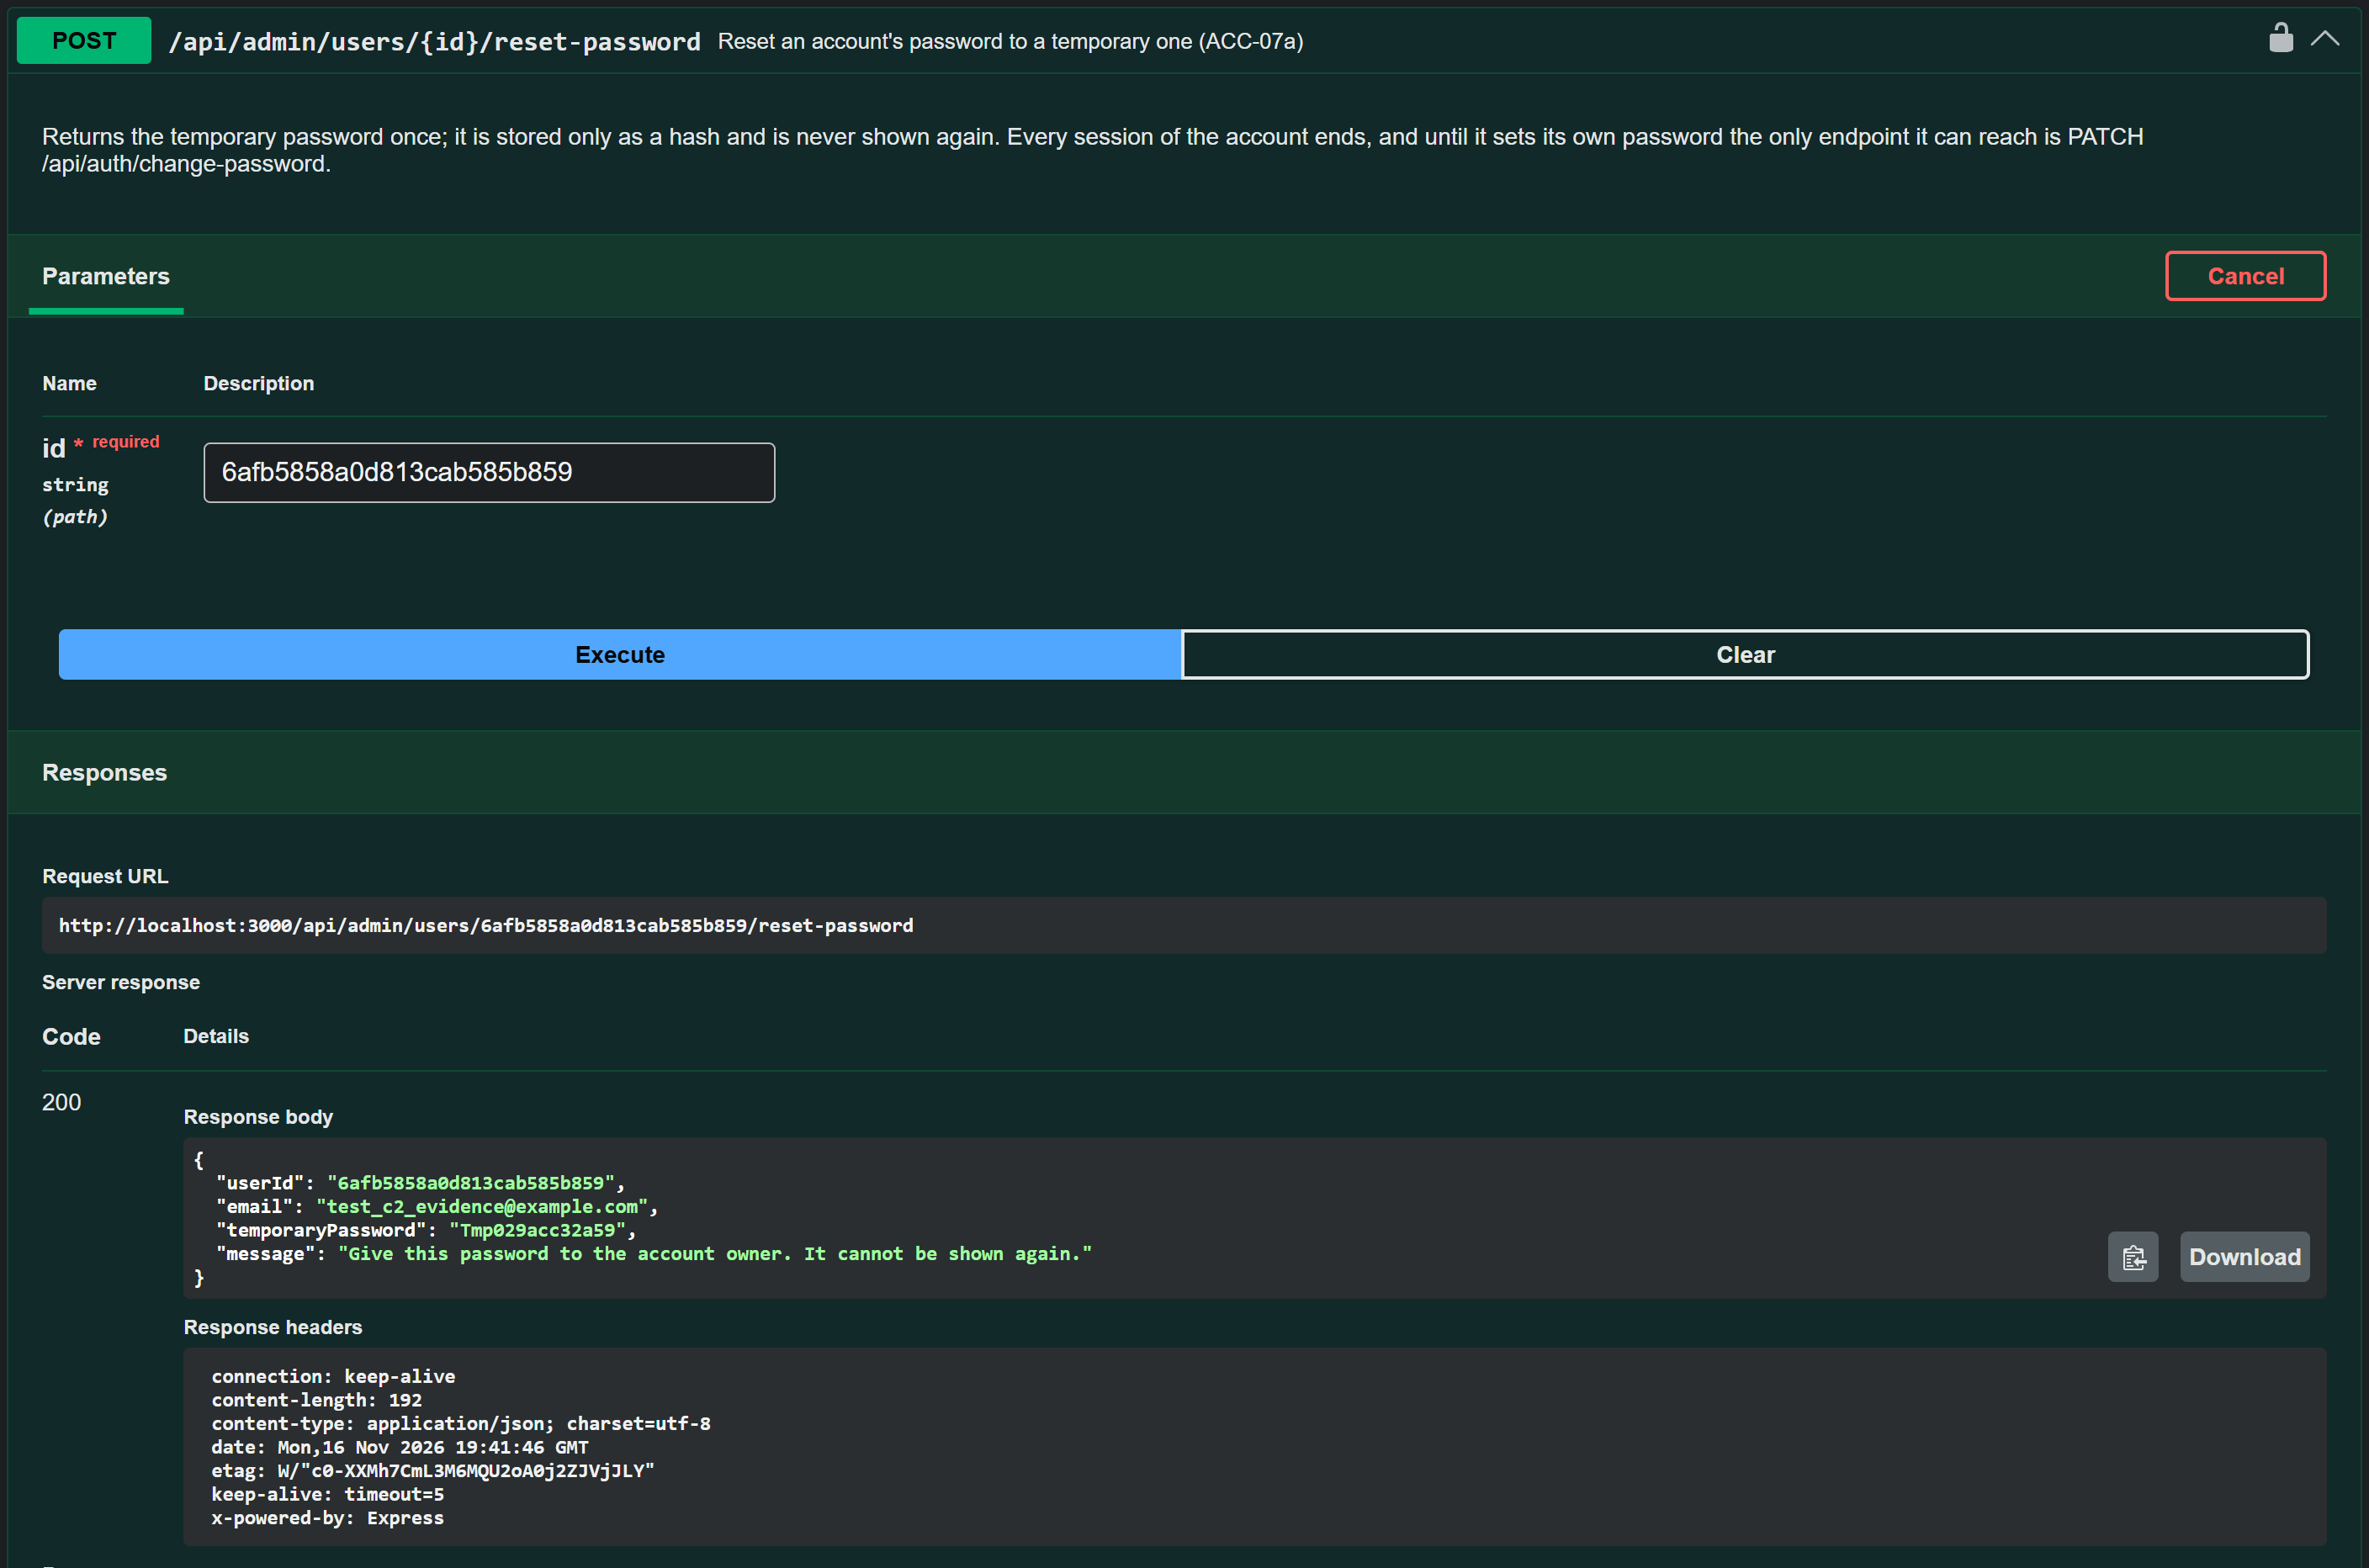 POST /api/admin/users/{id}/reset-password Reset an account's password to a temporary one (ACC-07a)
Returns the temporary password once; it is stored only as a hash and is never shown again. Every session of the account ends, and until it sets its own password the only endpoint it can reach is PATCH
/api/auth/change-password.
Parameters
Cancel
Name Description
id * required
string
(path)
6afb5858a0d813cab585b859
Execute Clear
Responses
Request URL
http://localhost:3000/api/admin/users/6afb5858a0d813cab585b859/reset-password
Server response
Code Details
200
Response body
{
  "userId": "6afb5858a0d813cab585b859",
  "email": "test_c2_evidence@example.com",
  "temporaryPassword": "Tmp029acc32a59",
  "message": "Give this password to the account owner. It cannot be shown again."
}
Download
Response headers
connection: keep-alive
content-length: 192
content-type: application/json; charset=utf-8
date: Mon,16 Nov 2026 19:41:46 GMT
etag: W/"c0-XXMh7CmL3M6MQU2oA0j2ZJVjJLY"
keep-alive: timeout=5
x-powered-by: Express